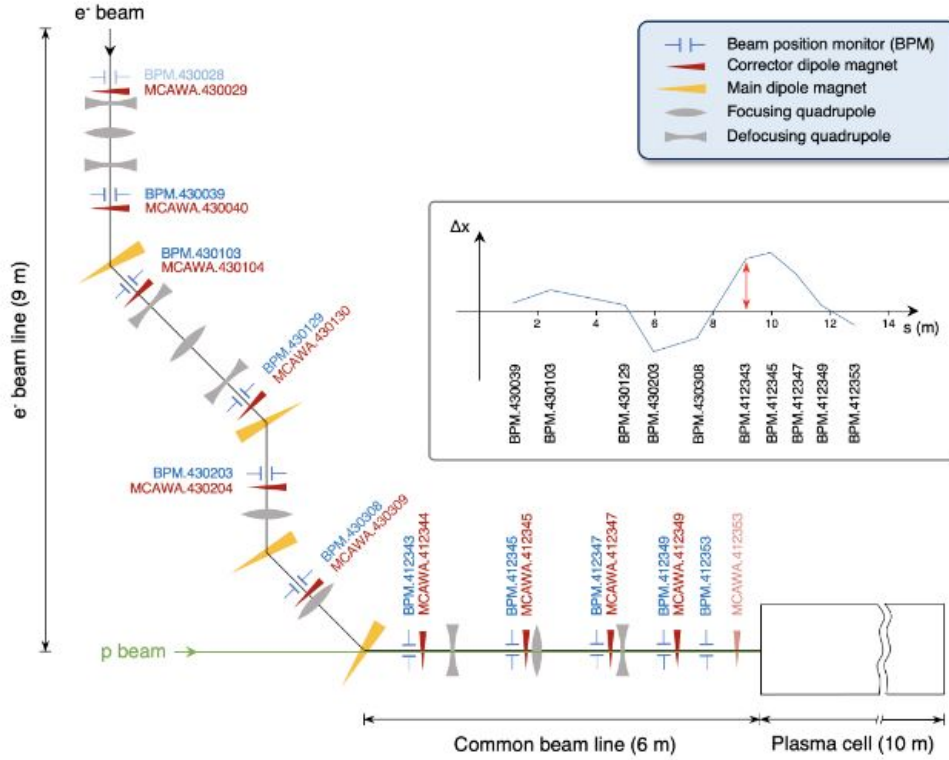 e⁻ beam
BPM.430028
MCAWA.430029
BPM.430039
MCAWA.430040
BPM.430103
MCAWA.430104
BPM.430129
MCAWA.430130
BPM.430203
MCAWA.430204
BPM.430308
MCAWA.430309
e⁻ beam line (9 m)
p beam
BPM.412343
MCAWA.412344
BPM.412345
MCAWA.412345
BPM.412347
MCAWA.412347
BPM.412349
MCAWA.412349
BPM.412353
MCAWA.412353
Common beam line (6 m)
Plasma cell (10 m)
Beam position monitor (BPM)
Corrector dipole magnet
Main dipole magnet
Focusing quadrupole
Defocusing quadrupole
Δx
2 4 6 8 10 12 14
s (m)
BPM.430039
BPM.430103
BPM.430129
BPM.430203
BPM.430308
BPM.412343
BPM.412345
BPM.412347
BPM.412349
BPM.412353